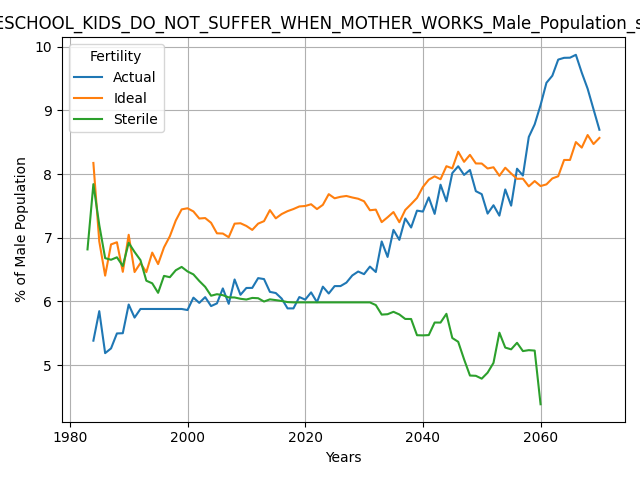 ESCHOOL_KIDS_DO_NOT_SUFFER_WHEN_MOTHER_WORKS_Male_Population_s
Fertility
Actual
Ideal
Sterile
% of Male Population
10
9
8
7
6
5
1980
2000
2020
2040
2060
Years